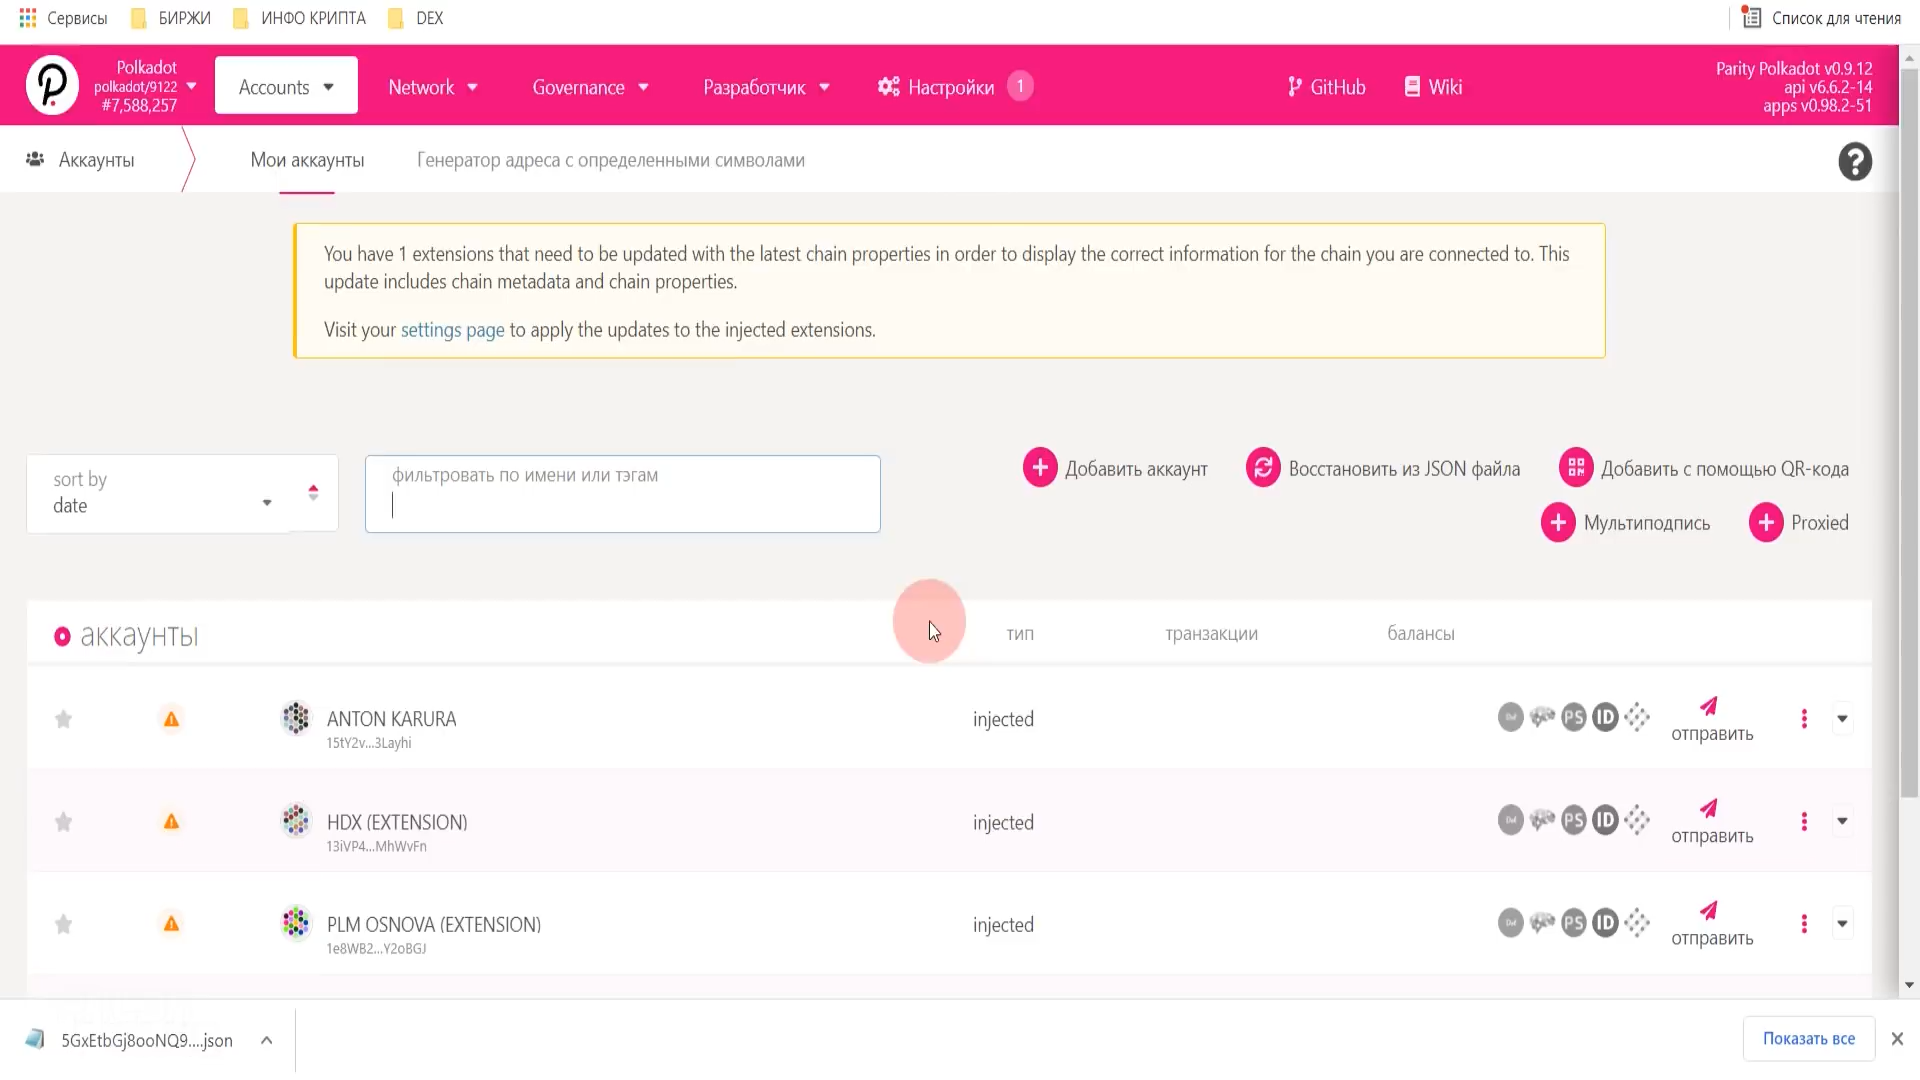 Сервисы БИРЖИ ИНФО КРИПТА DEX Список для чтения
Polkadot
polkadot/9122
#7,588,257
Accounts Network Governance Разработчик Настройки 1 GitHub Wiki
Parity Polkadot v0.9.12
api v6.6.2-14
apps v0.98.2-51
Аккаунты Мои аккаунты Генератор адреса с определенными символами
You have 1 extensions that need to be updated with the latest chain properties in order to display the correct information for the chain you are connected to. This
update includes chain metadata and chain properties.
Visit your settings page to apply the updates to the injected extensions.
sort by
date
фильтровать по имени или тэгам
Добавить аккаунт Восстановить из JSON файла Добавить с помощью QR-кода
Мультиподпись Proxied
аккаунты тип транзакции балансы
ANTON KARURA injected PS ID отправить
15tY2v...3Layhi
HDX (EXTENSION) injected PS ID отправить
13iVP4...MhWvFn
PLM OSNOVA (EXTENSION) injected PS ID отправить
1e8WB2...Y2oBGJ
5GxEtbGj8ooNQ9....json Показать все